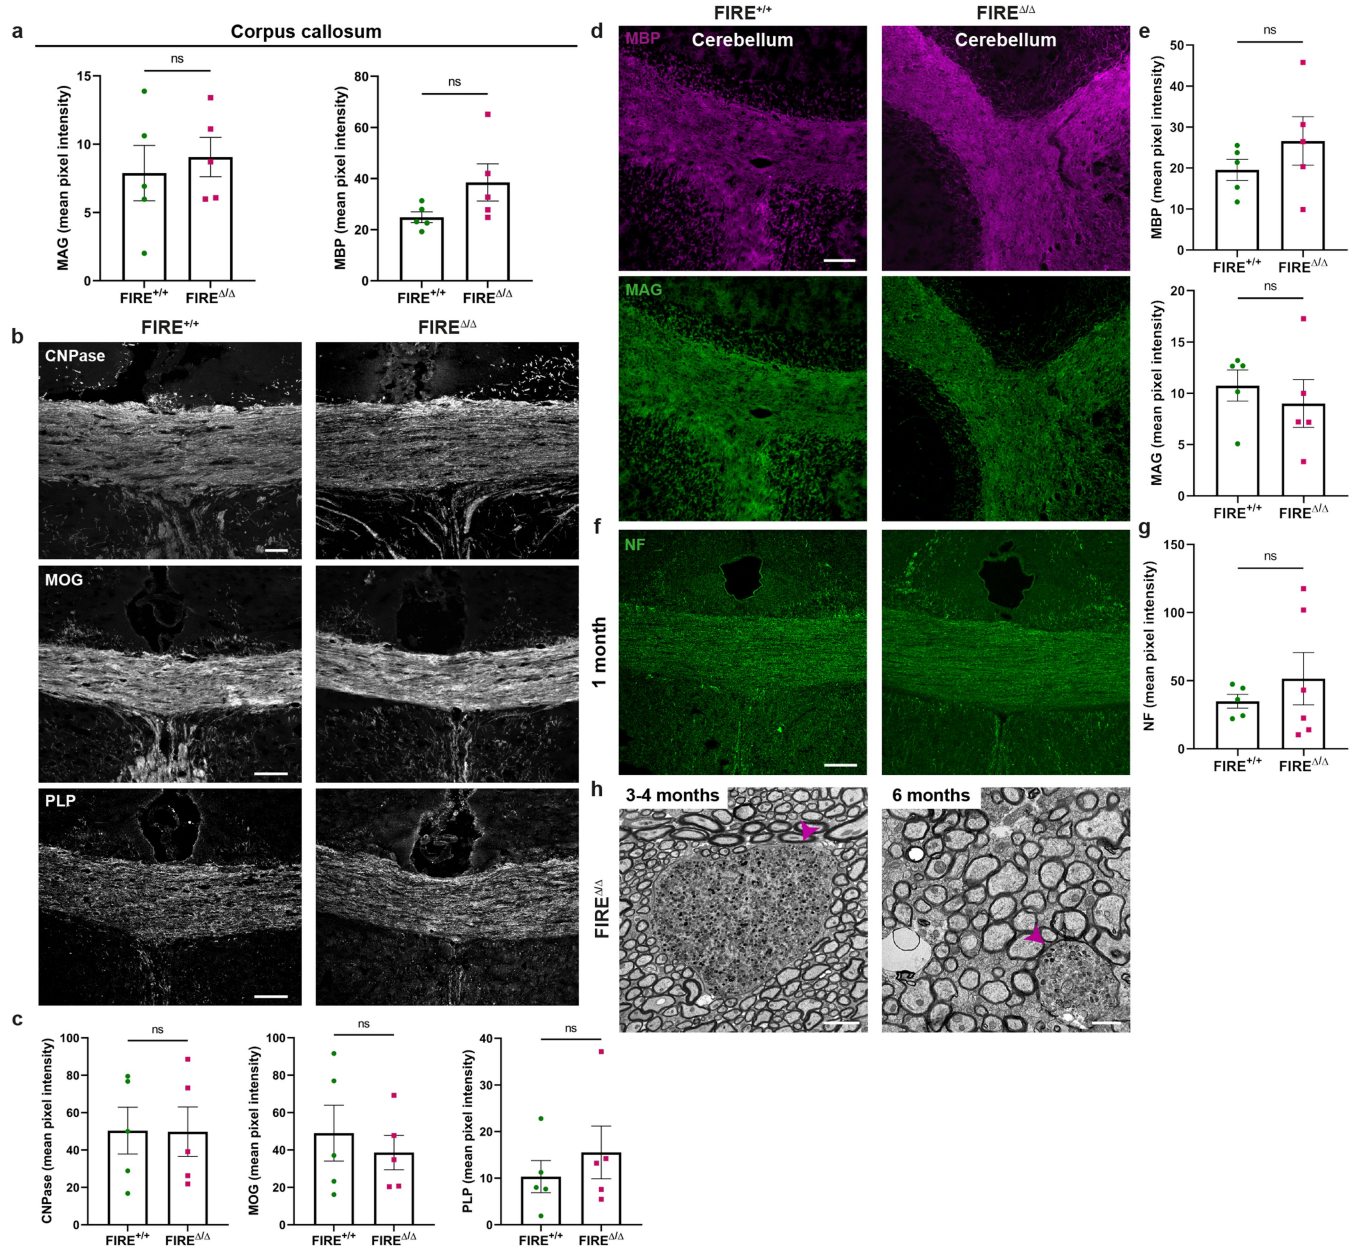 a
Corpus callosum
MAG (mean pixel intensity)
15
10
5
0
ns
FIRE+/+
FIREΔ/Δ
MBP (mean pixel intensity)
80
60
40
20
0
ns
FIRE+/+
FIREΔ/Δ
b
FIRE+/+
FIREΔ/Δ
CNPase
MOG
PLP
c
CNPase (mean pixel intensity)
100
80
60
40
20
0
ns
FIRE+/+
FIREΔ/Δ
MOG (mean pixel intensity)
100
80
60
40
20
0
ns
FIRE+/+
FIREΔ/Δ
PLP (mean pixel intensity)
40
30
20
10
0
ns
FIRE+/+
FIREΔ/Δ
d
FIRE+/+
FIREΔ/Δ
MBP
Cerebellum
Cerebellum
MAG
e
MBP (mean pixel intensity)
50
40
30
20
10
0
ns
FIRE+/+
FIREΔ/Δ
MAG (mean pixel intensity)
20
15
10
5
0
ns
FIRE+/+
FIREΔ/Δ
f
1 month
NF
g
NF (mean pixel intensity)
150
100
50
0
ns
FIRE+/+
FIREΔ/Δ
h
FIREΔ/Δ
3-4 months
6 months